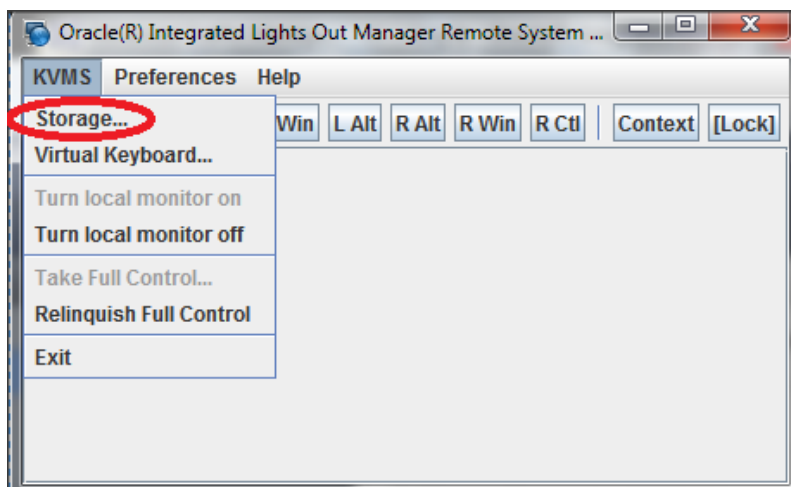 Oracle(R) Integrated Lights Out Manager Remote System ...
KVMS Preferences Help
Win L Alt R Alt R Win R Ctl Context [Lock]
Storage...
Virtual Keyboard...
Turn local monitor on
Turn local monitor off
Take Full Control...
Relinquish Full Control
Exit